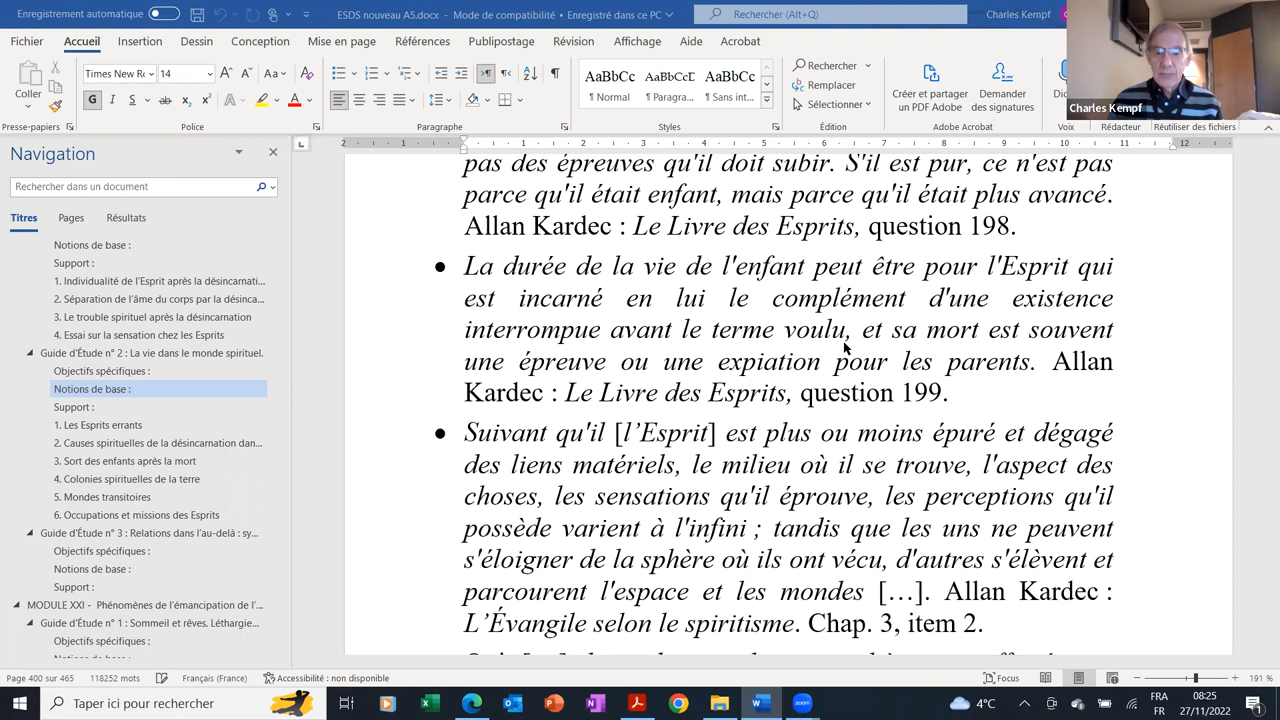 Enregistrement automatique
ESDS nouveau A5.docx - Enregistré dans ce PC
Rechercher (Alt+Q)
Charles Kempf
Fichier Accueil Insertion Dessin Conception Mise en page Références Publipostage Révision Affichage Aide Acrobat
Coller
Times New Ro 14
G I S
AaBbCc AaBbCcD AaBbCc
¶ Normal ¶ Paragra... ¶ Sans int...
Rechercher
Remplacer
Sélectionner
Créer et partager un PDF Adobe
Demander des signatures
Charles Kempf
Presse-papiers Police Paragraphe Styles Édition Adobe Acrobat Voix Rédacteur Réutiliser des fichiers
Navigation
Rechercher dans un document
Titres Pages Résultats
Notions de base :
Support :
1. Individualité de l'Esprit après la désincarnati...
2. Séparation de l'âme du corps par la désinca...
3. Le trouble spirituel après la désincarnation
4. Essai sur la sensation chez les Esprits
Guide d'Étude n° 2 : La vie dans le monde spirituel.
Objectifs spécifiques :
Notions de base :
Support :
1. Les Esprits errants
2. Causes spirituelles de la désincarnation dan...
3. Sort des enfants après la mort
4. Colonies spirituelles de la terre
5. Mondes transitoires
6. Occupations et missions des Esprits
Guide d'Étude n° 3 : Relations dans l'au-delà : sy...
Objectifs spécifiques :
Notions de base :
Support :
MODULE XXI - Phénomènes de l'émancipation de l'...
Guide d'Étude n° 1 : Sommeil et rêves. Léthargie...
Objectifs spécifiques :
2 1 1 2 3 4 5 6 7 8 9 10 11 12
pas des épreuves qu'il doit subir. S'il est pur, ce n'est pas
parce qu'il était enfant, mais parce qu'il était plus avancé.
Allan Kardec : Le Livre des Esprits, question 198.
● La durée de la vie de l'enfant peut être pour l'Esprit qui
est incarné en lui le complément d'une existence
interrompue avant le terme voulu, et sa mort est souvent
une épreuve ou une expiation pour les parents. Allan
Kardec : Le Livre des Esprits, question 199.
● Suivant qu'il [l'Esprit] est plus ou moins épuré et dégagé
des liens matériels, le milieu où il se trouve, l'aspect des
choses, les sensations qu'il éprouve, les perceptions qu'il
possède varient à l'infini ; tandis que les uns ne peuvent
s'éloigner de la sphère où ils ont vécu, d'autres s'élèvent et
parcourent l'espace et les mondes […]. Allan Kardec :
L'Évangile selon le spiritisme. Chap. 3, item 2.
Page 400 sur 465 118252 mots Français (France) Accessibilité : non disponible Focus 191 %
Taper ici pour rechercher
4°C FRA 08:25
FR 27/11/2022